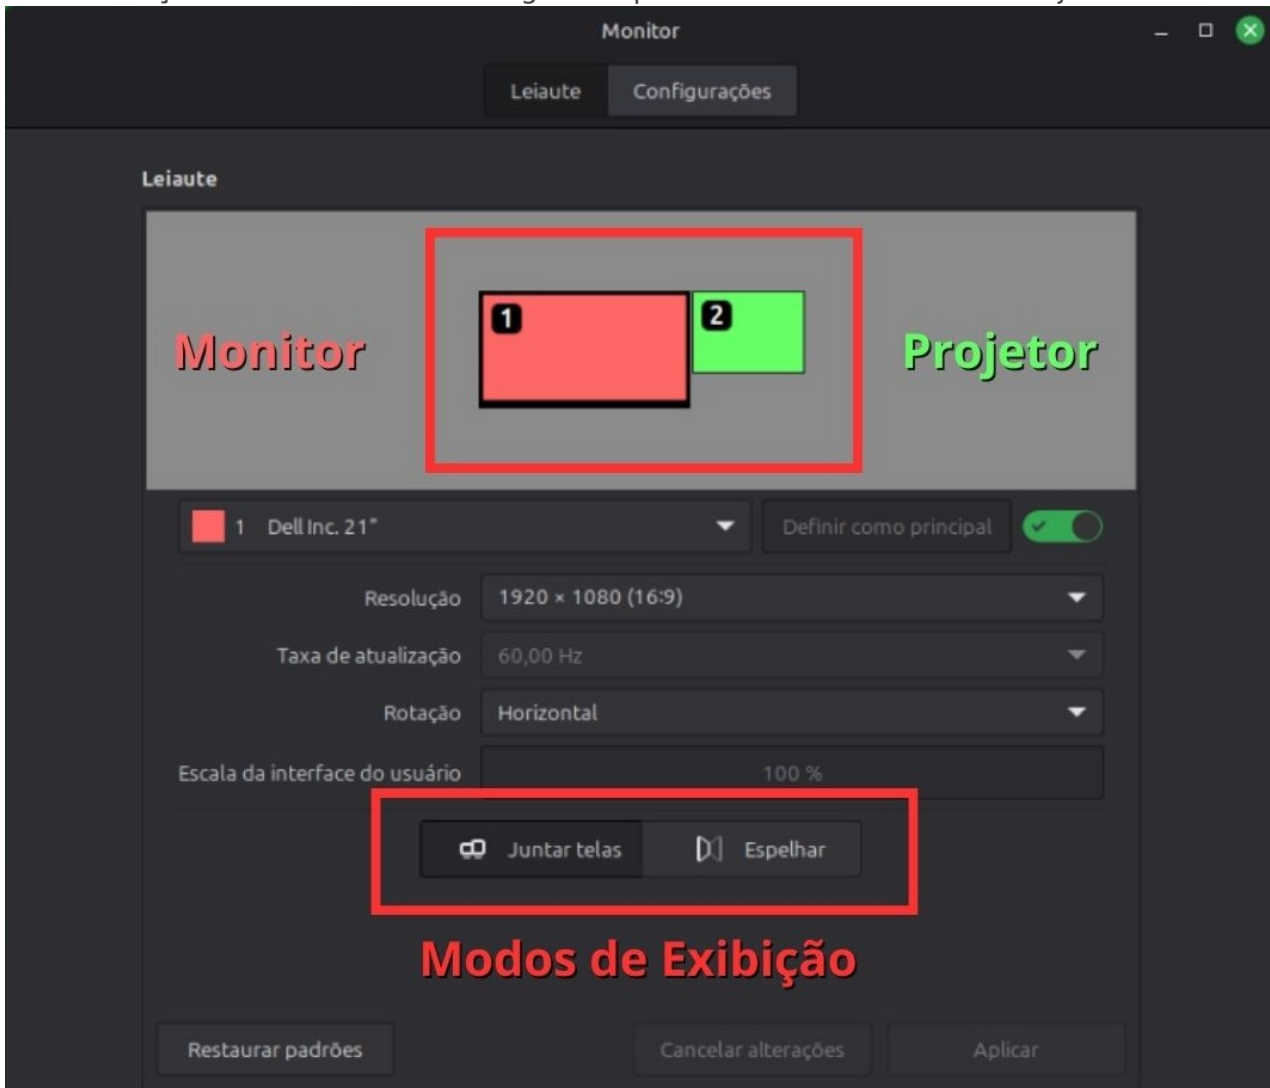 Monitor
Leiaute Configurações
Leiaute
1 2
Monitor Projetor
1 Dell Inc. 21" Definir como principal
Resolução 1920 × 1080 (16:9)
Taxa de atualização 60,00 Hz
Rotação Horizontal
Escala da interface do usuário 100 %
Juntar telas Espelhar
Modos de Exibição
Restaurar padrões Cancelar alterações Aplicar